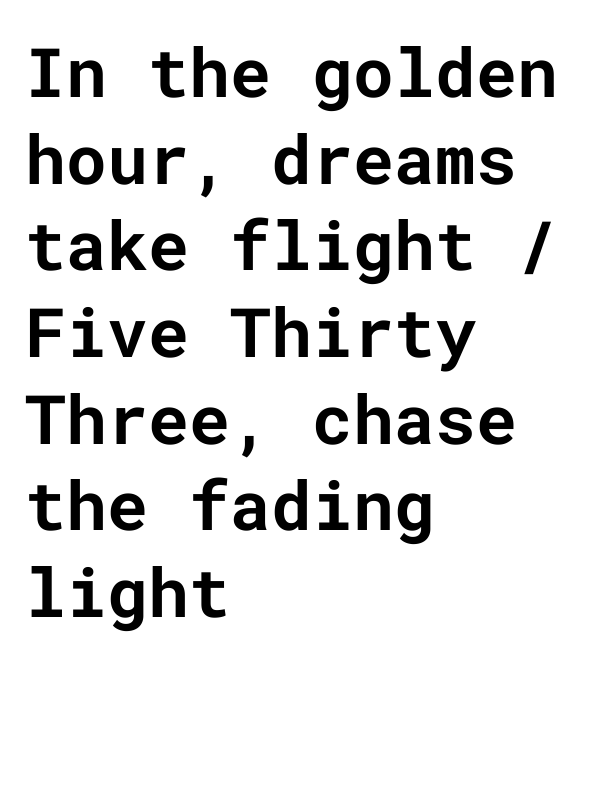 In the golden
hour, dreams
take flight /
Five Thirty
Three, chase
the fading
light